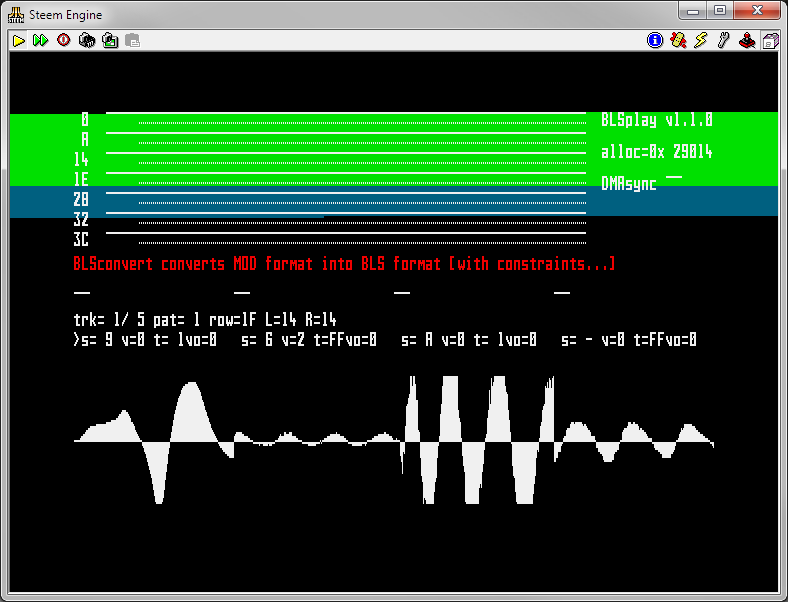 Steem Engine
0
A
14
1E
28
32
3C
BLSplay v1.1.0
alloc=0x 29014
DMAsync
BLSconvert converts MOD format into BLS format [with constraints...]
trk= 1/ 5 pat= 1 row=1F L=14 R=14
>s= 9 v=0 t= 1vo=0 s= 6 v=2 t=FFvo=0 s= A v=0 t= 1vo=0 s= - v=0 t=FFvo=0